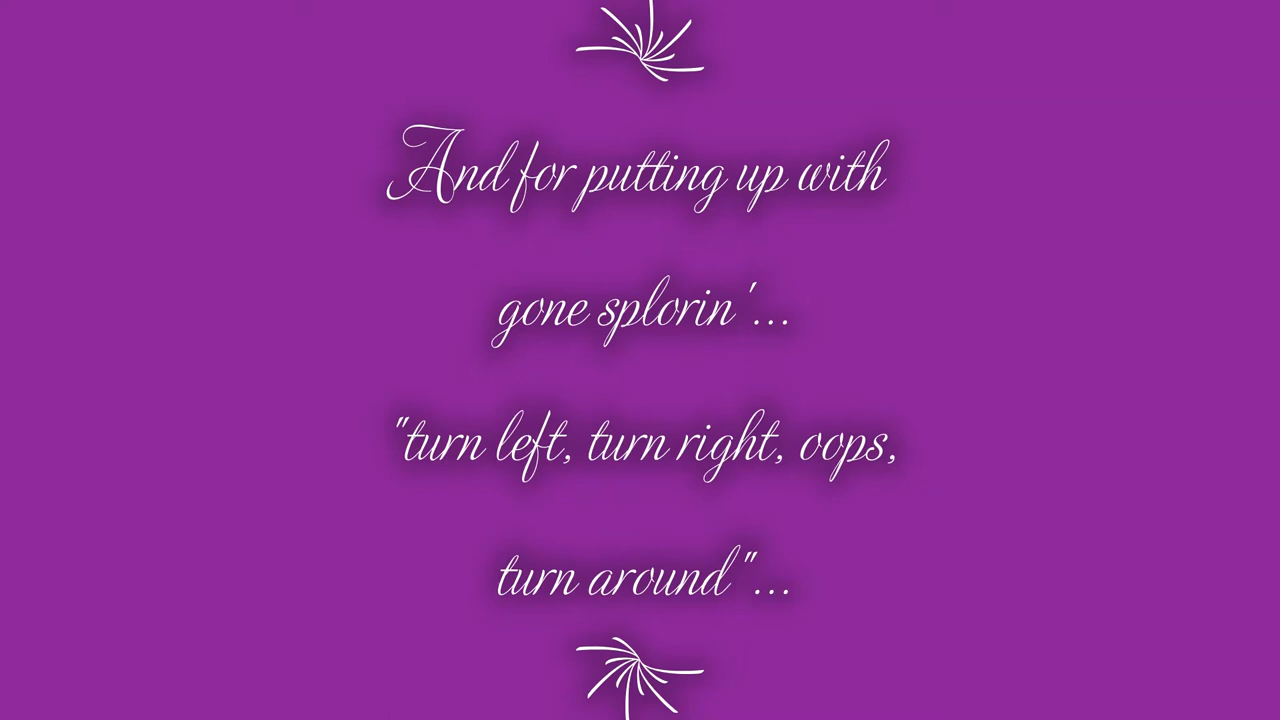 And for putting up with
gone splorin'...
"turn left, turn right, oops,
turn around"...